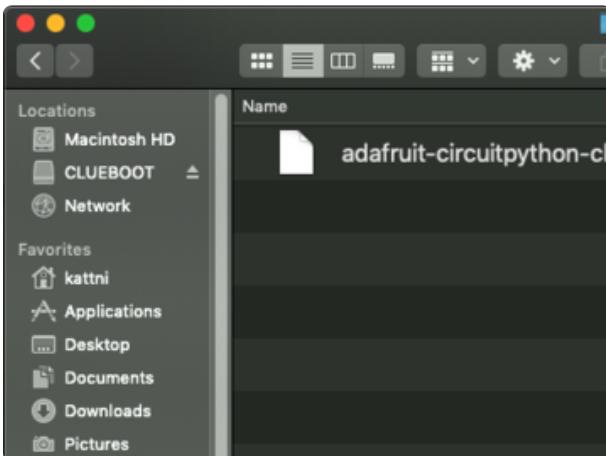 Locations
Macintosh HD
CLUEBOOT
Network
Favorites
kattni
Applications
Desktop
Documents
Downloads
Pictures
Name
adafruit-circuitpython-cl